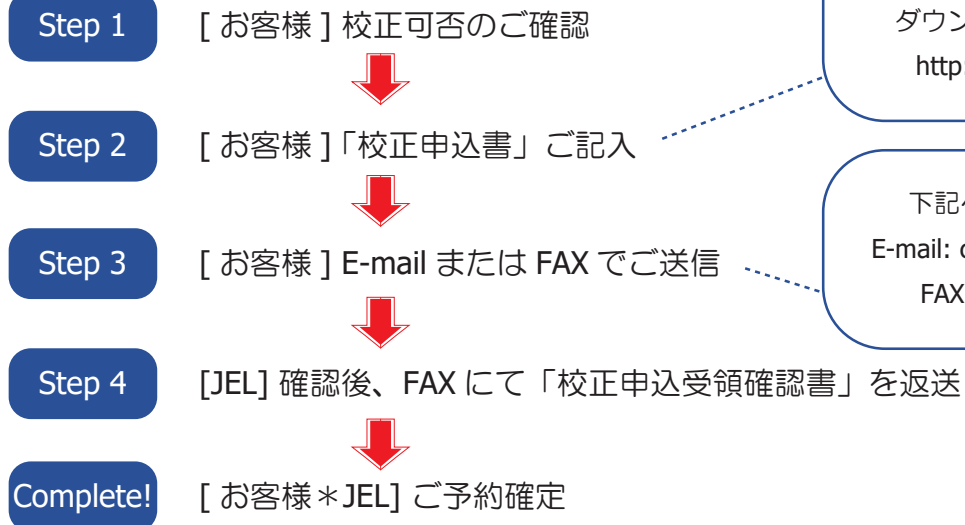 Step 1
[ お客様 ] 校正可否のご確認
ダウン
http:
Step 2
[ お客様 ]「校正申込書」ご記入
下記
E-mail:
FAX
Step 3
[ お客様 ] E-mail または FAX でご送信
Step 4
[JEL] 確認後、FAX にて「校正申込受領確認書」を返送
Complete!
[ お客様＊JEL] ご予約確定